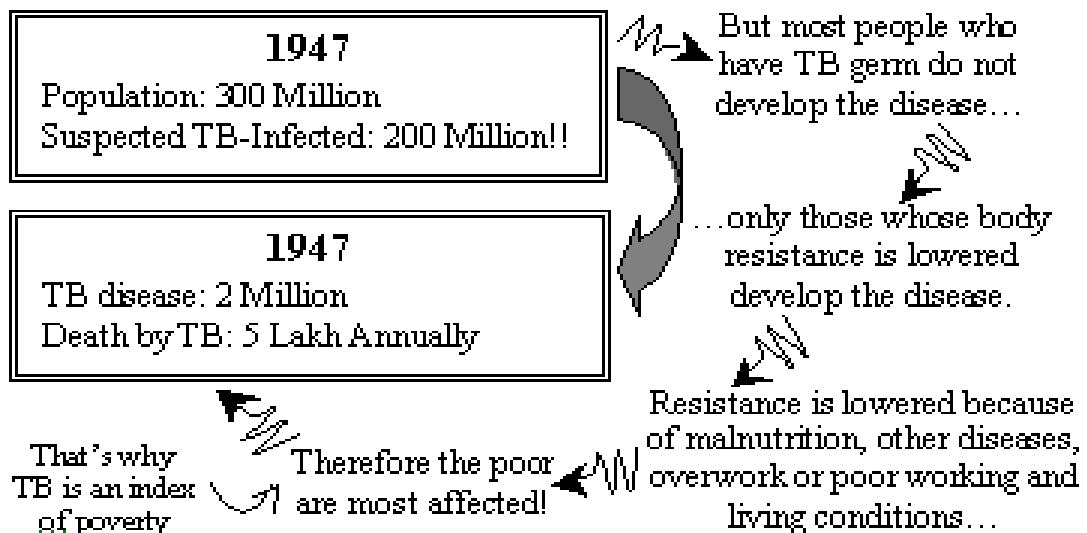 1947
Population: 300 Million
Suspected TB-Infected: 200 Million!!
But most people who
have TB germ do not
develop the disease…
…only those whose body
resistance is lowered
develop the disease.
1947
TB disease: 2 Million
Death by TB: 5 Lakh Annually
Resistance is lowered because
of malnutrition, other diseases,
overwork or poor working and
living conditions…
Therefore the poor
are most affected!
That's why
TB is an index
of poverty